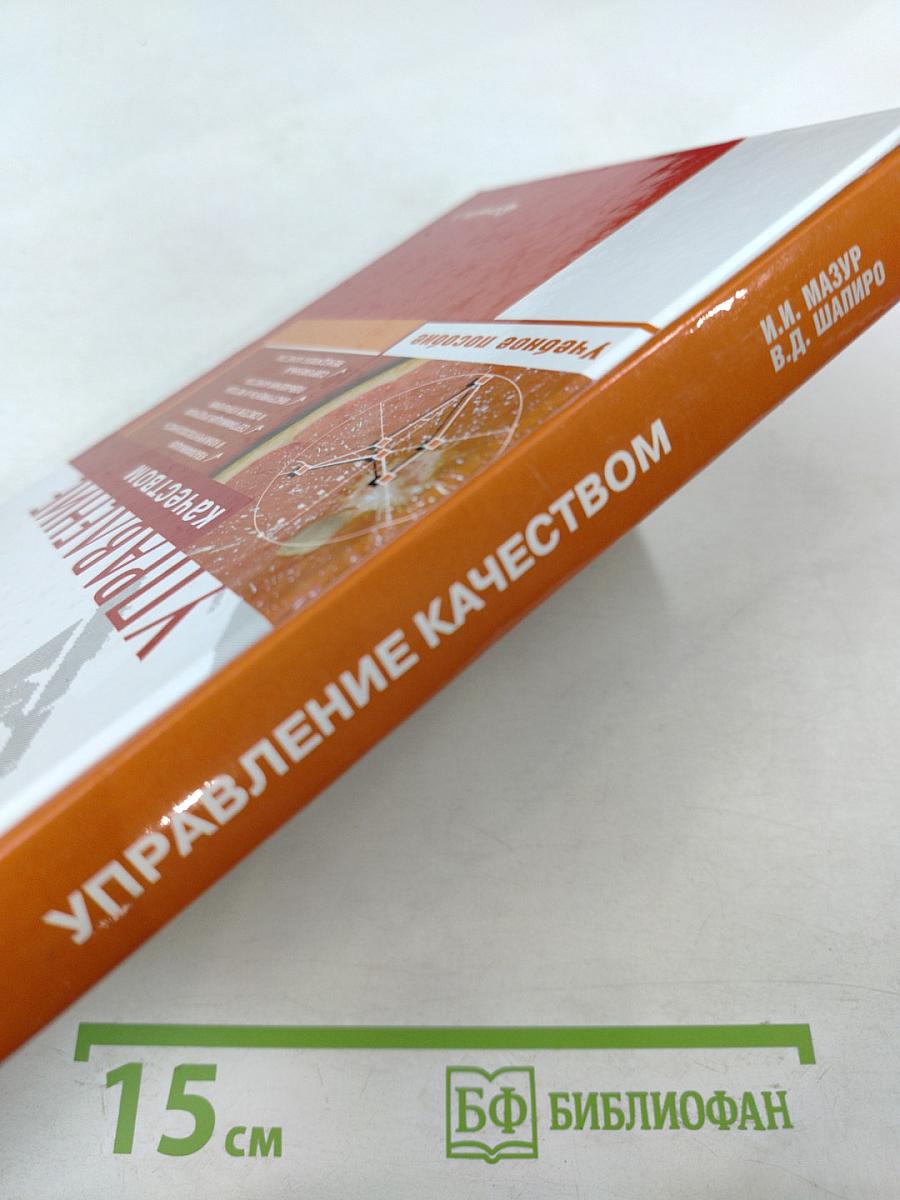 И.И. МАЗУР
В.Д. ШАПИРО
УПРАВЛЕНИЕ КАЧЕСТВОМ
учебное пособие
УПРАВЛЕНИЕ
качеством
15 см
БФ БИБЛИОФАН